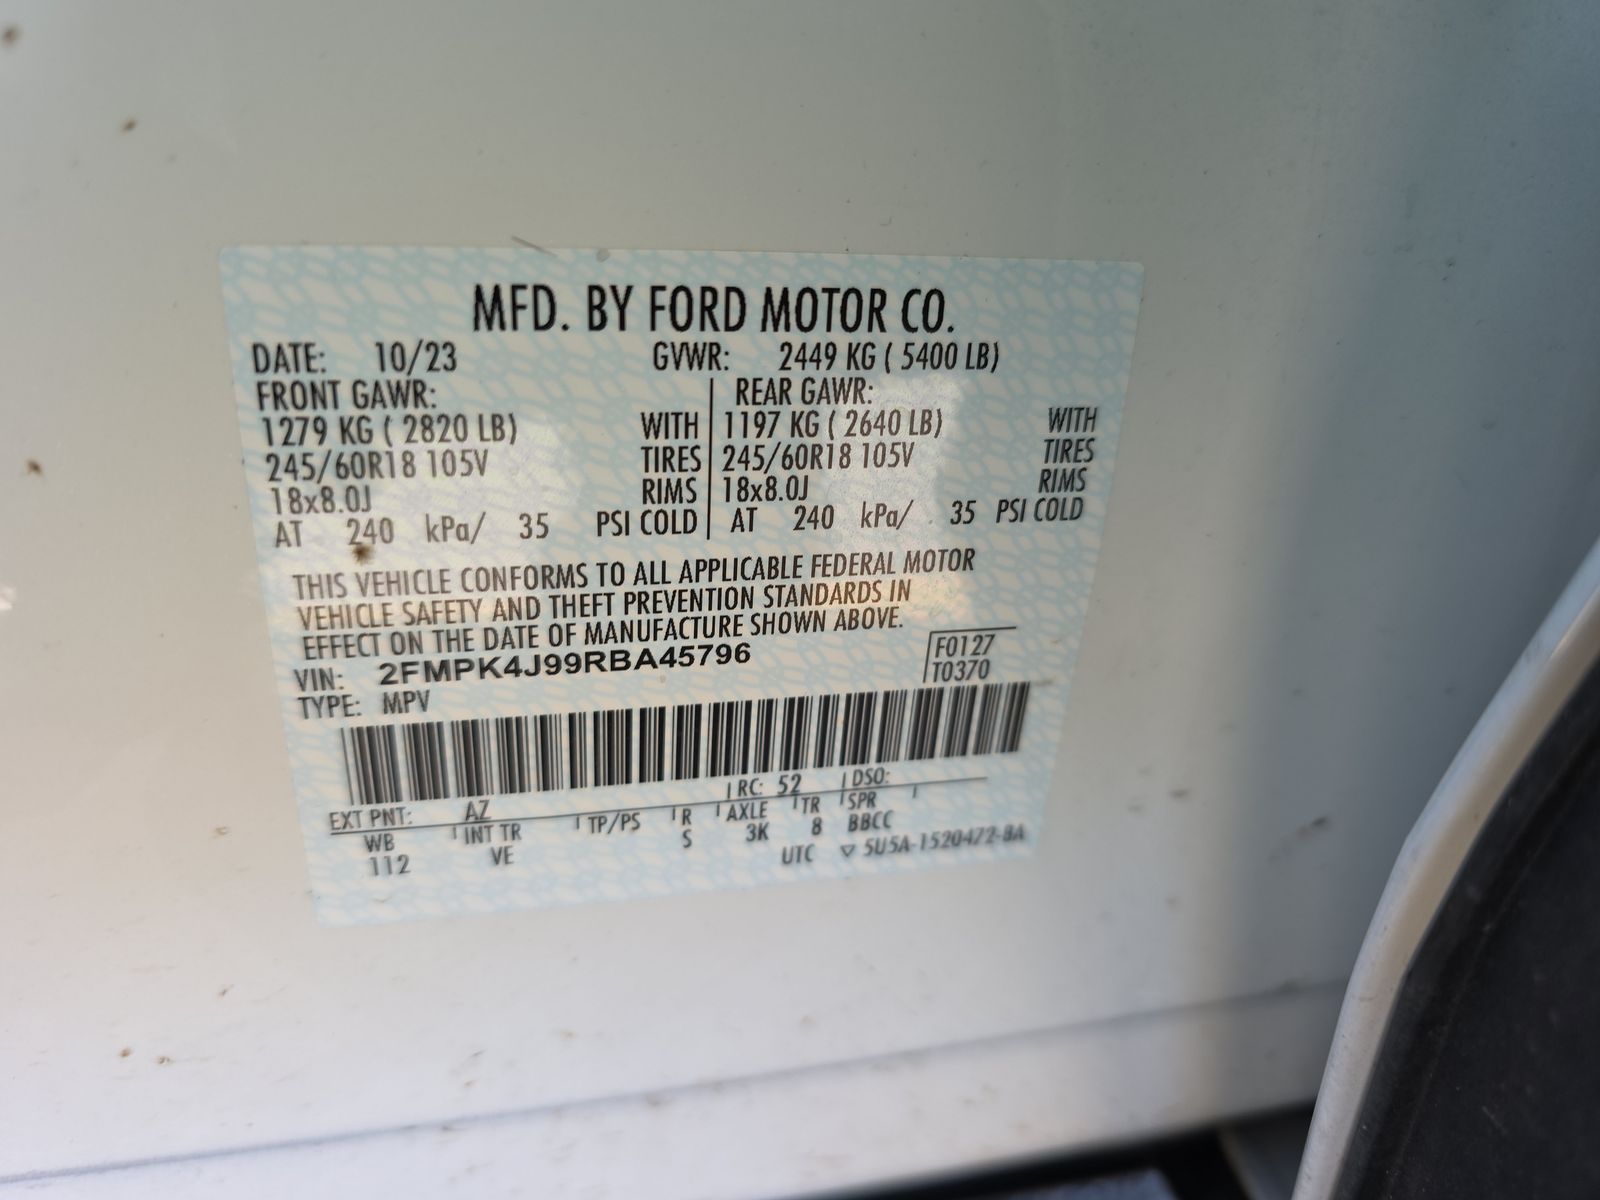 MFD. BY FORD MOTOR CO.
DATE: 10/23 GVWR: 2449 KG ( 5400 LB)
FRONT GAWR: REAR GAWR:
1279 KG ( 2820 LB) WITH 1197 KG ( 2640 LB) WITH
245/60R18 105V TIRES 245/60R18 105V TIRES
18x8.0J RIMS 18x8.0J RIMS
AT 240 kPa/ 35 PSI COLD AT 240 kPa/ 35 PSI COLD
THIS VEHICLE CONFORMS TO ALL APPLICABLE FEDERAL MOTOR
VEHICLE SAFETY AND THEFT PREVENTION STANDARDS IN
EFFECT ON THE DATE OF MANUFACTURE SHOWN ABOVE.
VIN: 2FMPK4J99RBA45796 F0127
TYPE: MPV T0370
EXT PNT: AZ RC: 52 DSO:
WB INT TR TP/PS R AXLE TR SPR
112 VE S 3K 8 BBCC
UTC ▽ 5U5A-1520472-BA